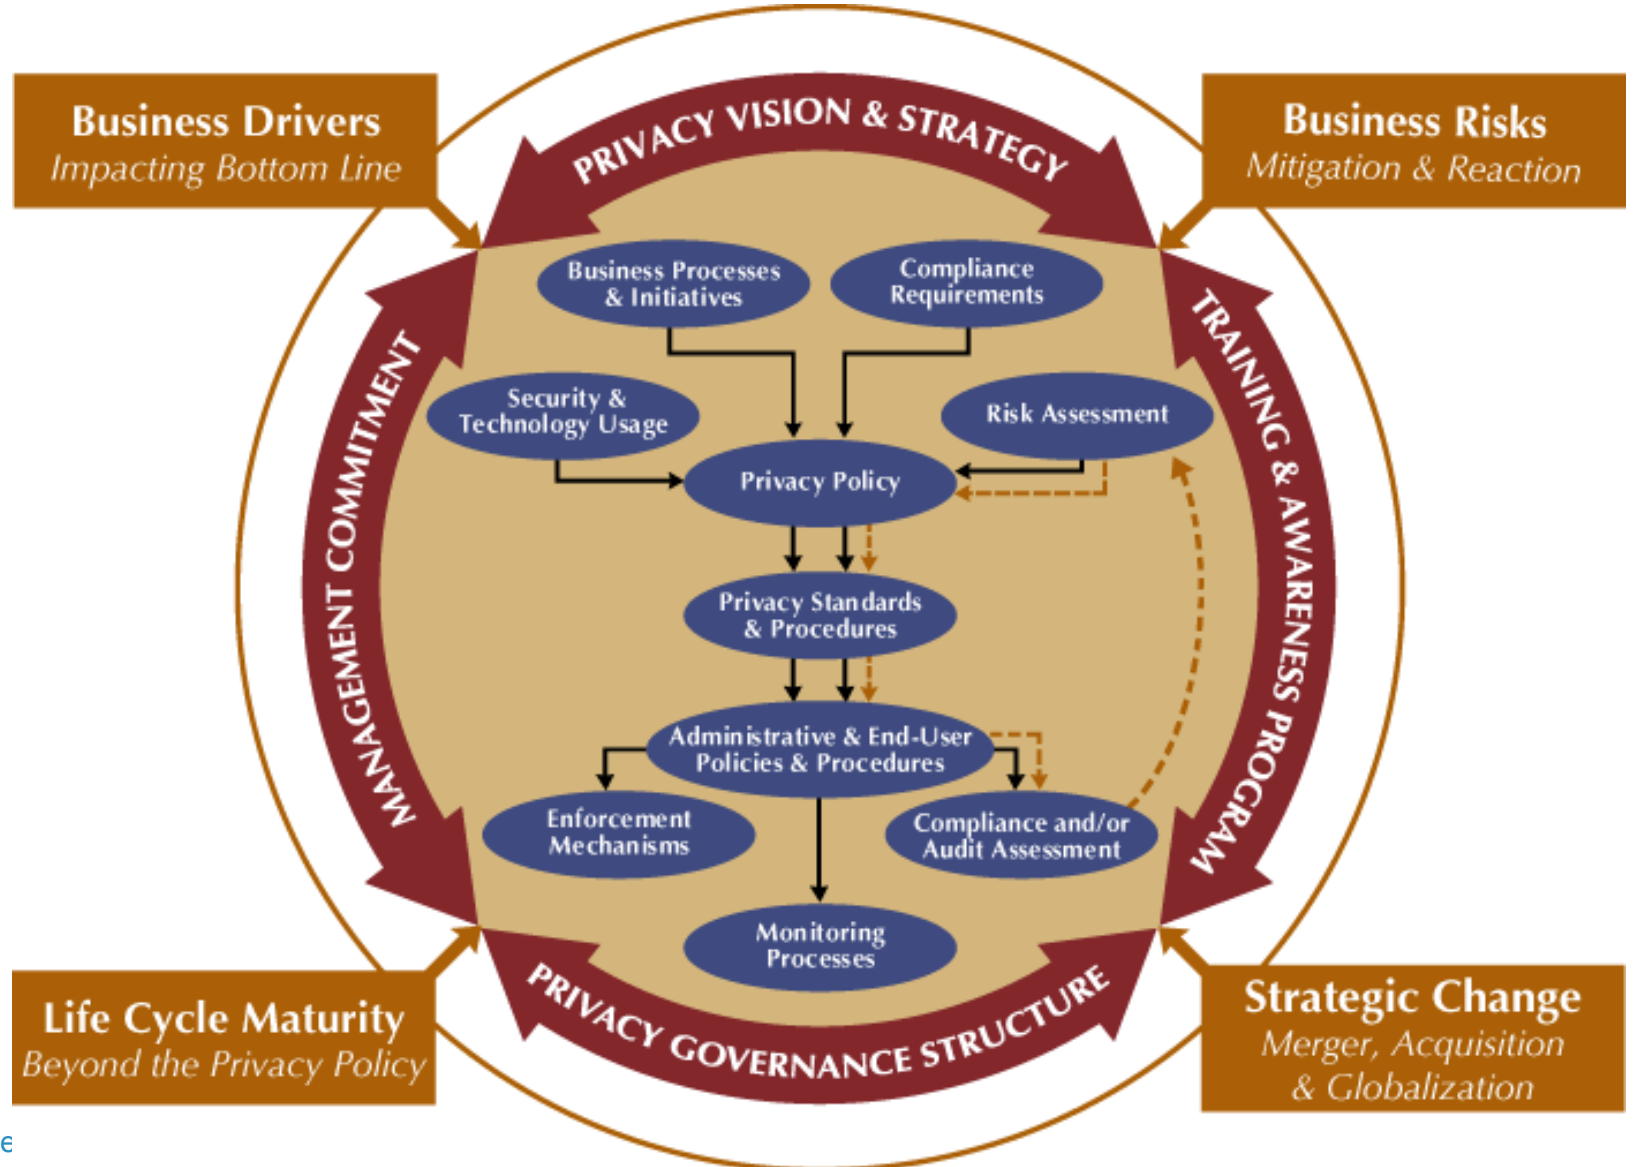 Business Drivers
Impacting Bottom Line
Business Risks
Mitigation & Reaction
PRIVACY VISION & STRATEGY
MANAGEMENT COMMITMENT
TRAINING & AWARENESS PROGRAM
Business Processes
& Initiatives
Compliance
Requirements
Security &
Technology Usage
Risk Assessment
Privacy Policy
Privacy Standards
& Procedures
Administrative & End-User
Policies & Procedures
Enforcement
Mechanisms
Compliance and/or
Audit Assessment
Monitoring
Processes
PRIVACY GOVERNANCE STRUCTURE
Life Cycle Maturity
Beyond the Privacy Policy
Strategic Change
Merger, Acquisition
& Globalization
e